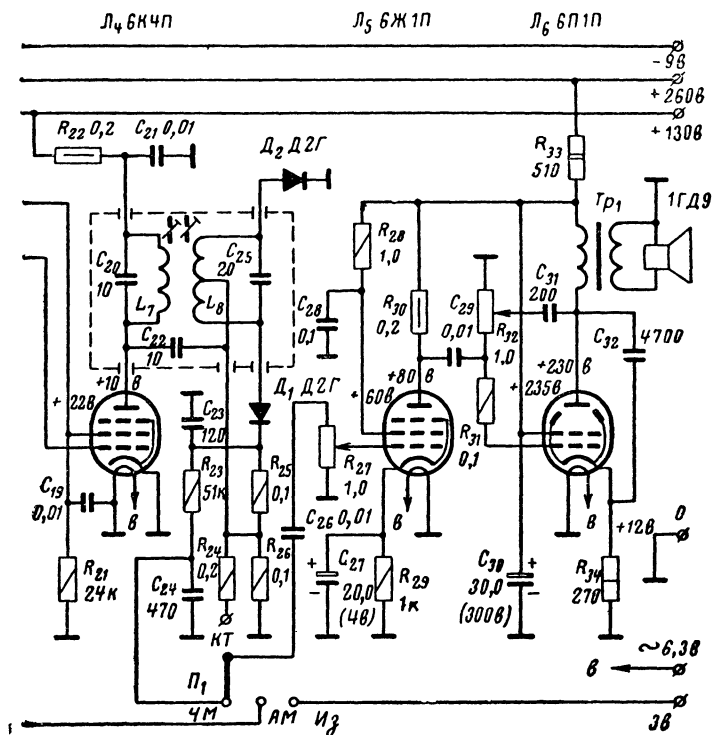 Л4 6К4П
Л5 6Ж1П
Л6 6П1П
-9в
+260в
+130в
R22 0,2
C21 0,01
Д2 Д2Г
R33
510
Тр1
1ГД9
C20
10
L7
L8
C25
20
C22
10
R28
1,0
C28
0,1
R30
0,2
C29
0,01
R32
1,0
C31
200
C32
4700
+10 в
+ 22в
Д1 Д2Г
+80 в
+ 60в
+230в
+235в
C23
120
R23
51к
R25
0,1
R27
1,0
R31
0,1
C19
0,01
в
в
в
+12в
0
R21
24к
C24
470
R24
0,2
R26
0,1
C26 0,01
C27
20,0
(4в)
+
-
R29
1к
C30
30,0
(300в)
+
-
R34
270
КТ
П1
ЧМ
АМ
Из
в
~6,3в
Зв